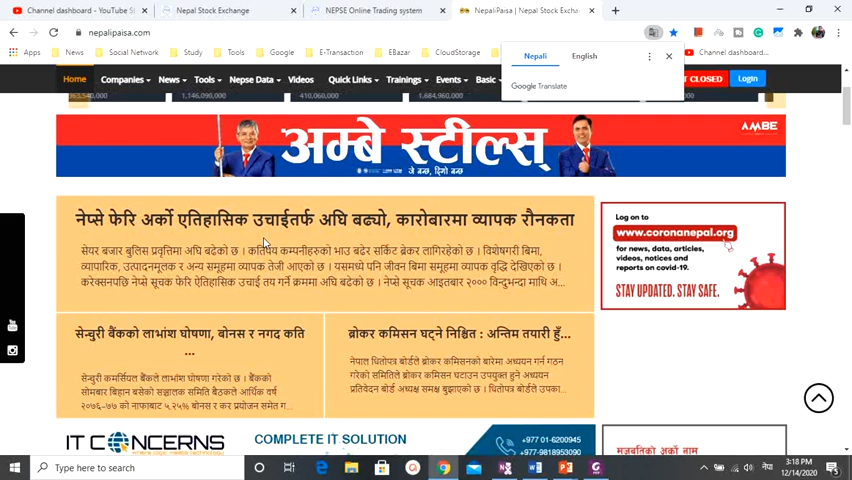 Channel dashboard - YouTube St
Nepal Stock Exchange
NEPSE Online Trading system
NepaliPaisa | Nepal Stock Excha
nepalipaisa.com
Apps
News
Social Network
Study
Tools
Google
E-Transaction
EBazar
CloudStorage
Channel dashboard...
Nepali
English
Google Translate
Home
Companies
News
Tools
Nepse Data
Videos
Quick Links
Trainings
Events
Basic
CLOSED
Login
1,146,090,000
410,060,000
1,684,960,000
अम्बे स्टील्स्
AMBE
नेप्से फेरि अर्को एतिहासिक उचाईतर्फ अघि बढ्यो, कारोबारमा व्यापक रौनकता
सेयर बजार बुलिस प्रवृत्तिमा अघि बढेको छ । कतिपय कम्पनीहरुको भाउ बढेर सर्किट ब्रेकर लागिरहेको । विशेषगरी बिमा,
व्यापारिक, उत्पादनमूलक र अन्य समूहमा व्यापक तेजी आएको छ । यसमध्ये पनि जीवन बिमा समूहमा व्यापक वृद्धि देखिएको छ ।
करेक्सनपछि नेप्से सूचक फेरि ऐतिहासिक उचाई तय गर्ने क्रममा अघि बढेको छ । नेप्से सूचक आइतबार २००० विन्दुभन्दा माथि अ...
Log on to
www.coronanepal.org
for news, data, articles,
videos, notices and
reports on covid-19.
STAY UPDATED. STAY SAFE.
सेन्चुरी बैंकको लाभांश घोषणा, बोनस र नगद कति
...
सेन्चुरी कमर्सियल बैंकले लाभांश घोषणा गरेको छ । बैंकको
सोमबार बिहान बसेको सञ्चालक समिति बैठकले आर्थिक वर्ष
२०७६-७७ को नाफाबाट ५.२५% बोनस र कर प्रयोजन समेत ग...
ब्रोकर कमिसन घट्ने निश्चित : अन्तिम तयारी हुँ...
नेपाल धितोपत्र बोर्डले ब्रोकर कमिसनको बारेमा अध्ययन गर्न गठन
गरेको समितिले ब्रोकर कमिसन घटाउन उपयुक्त हुने अध्ययन
प्रतिवेदन बोर्ड अध्यक्ष समक्ष बुझाएको छ । धितोपत्र बोर्डले उपका...
IT CONCERNS
COMPLETE IT SOLUTION
+977 01-6200945
+977-9818953090
मजबुतिको अर्को नाम
Type here to search
नेपा
3:18 PM
12/14/2020